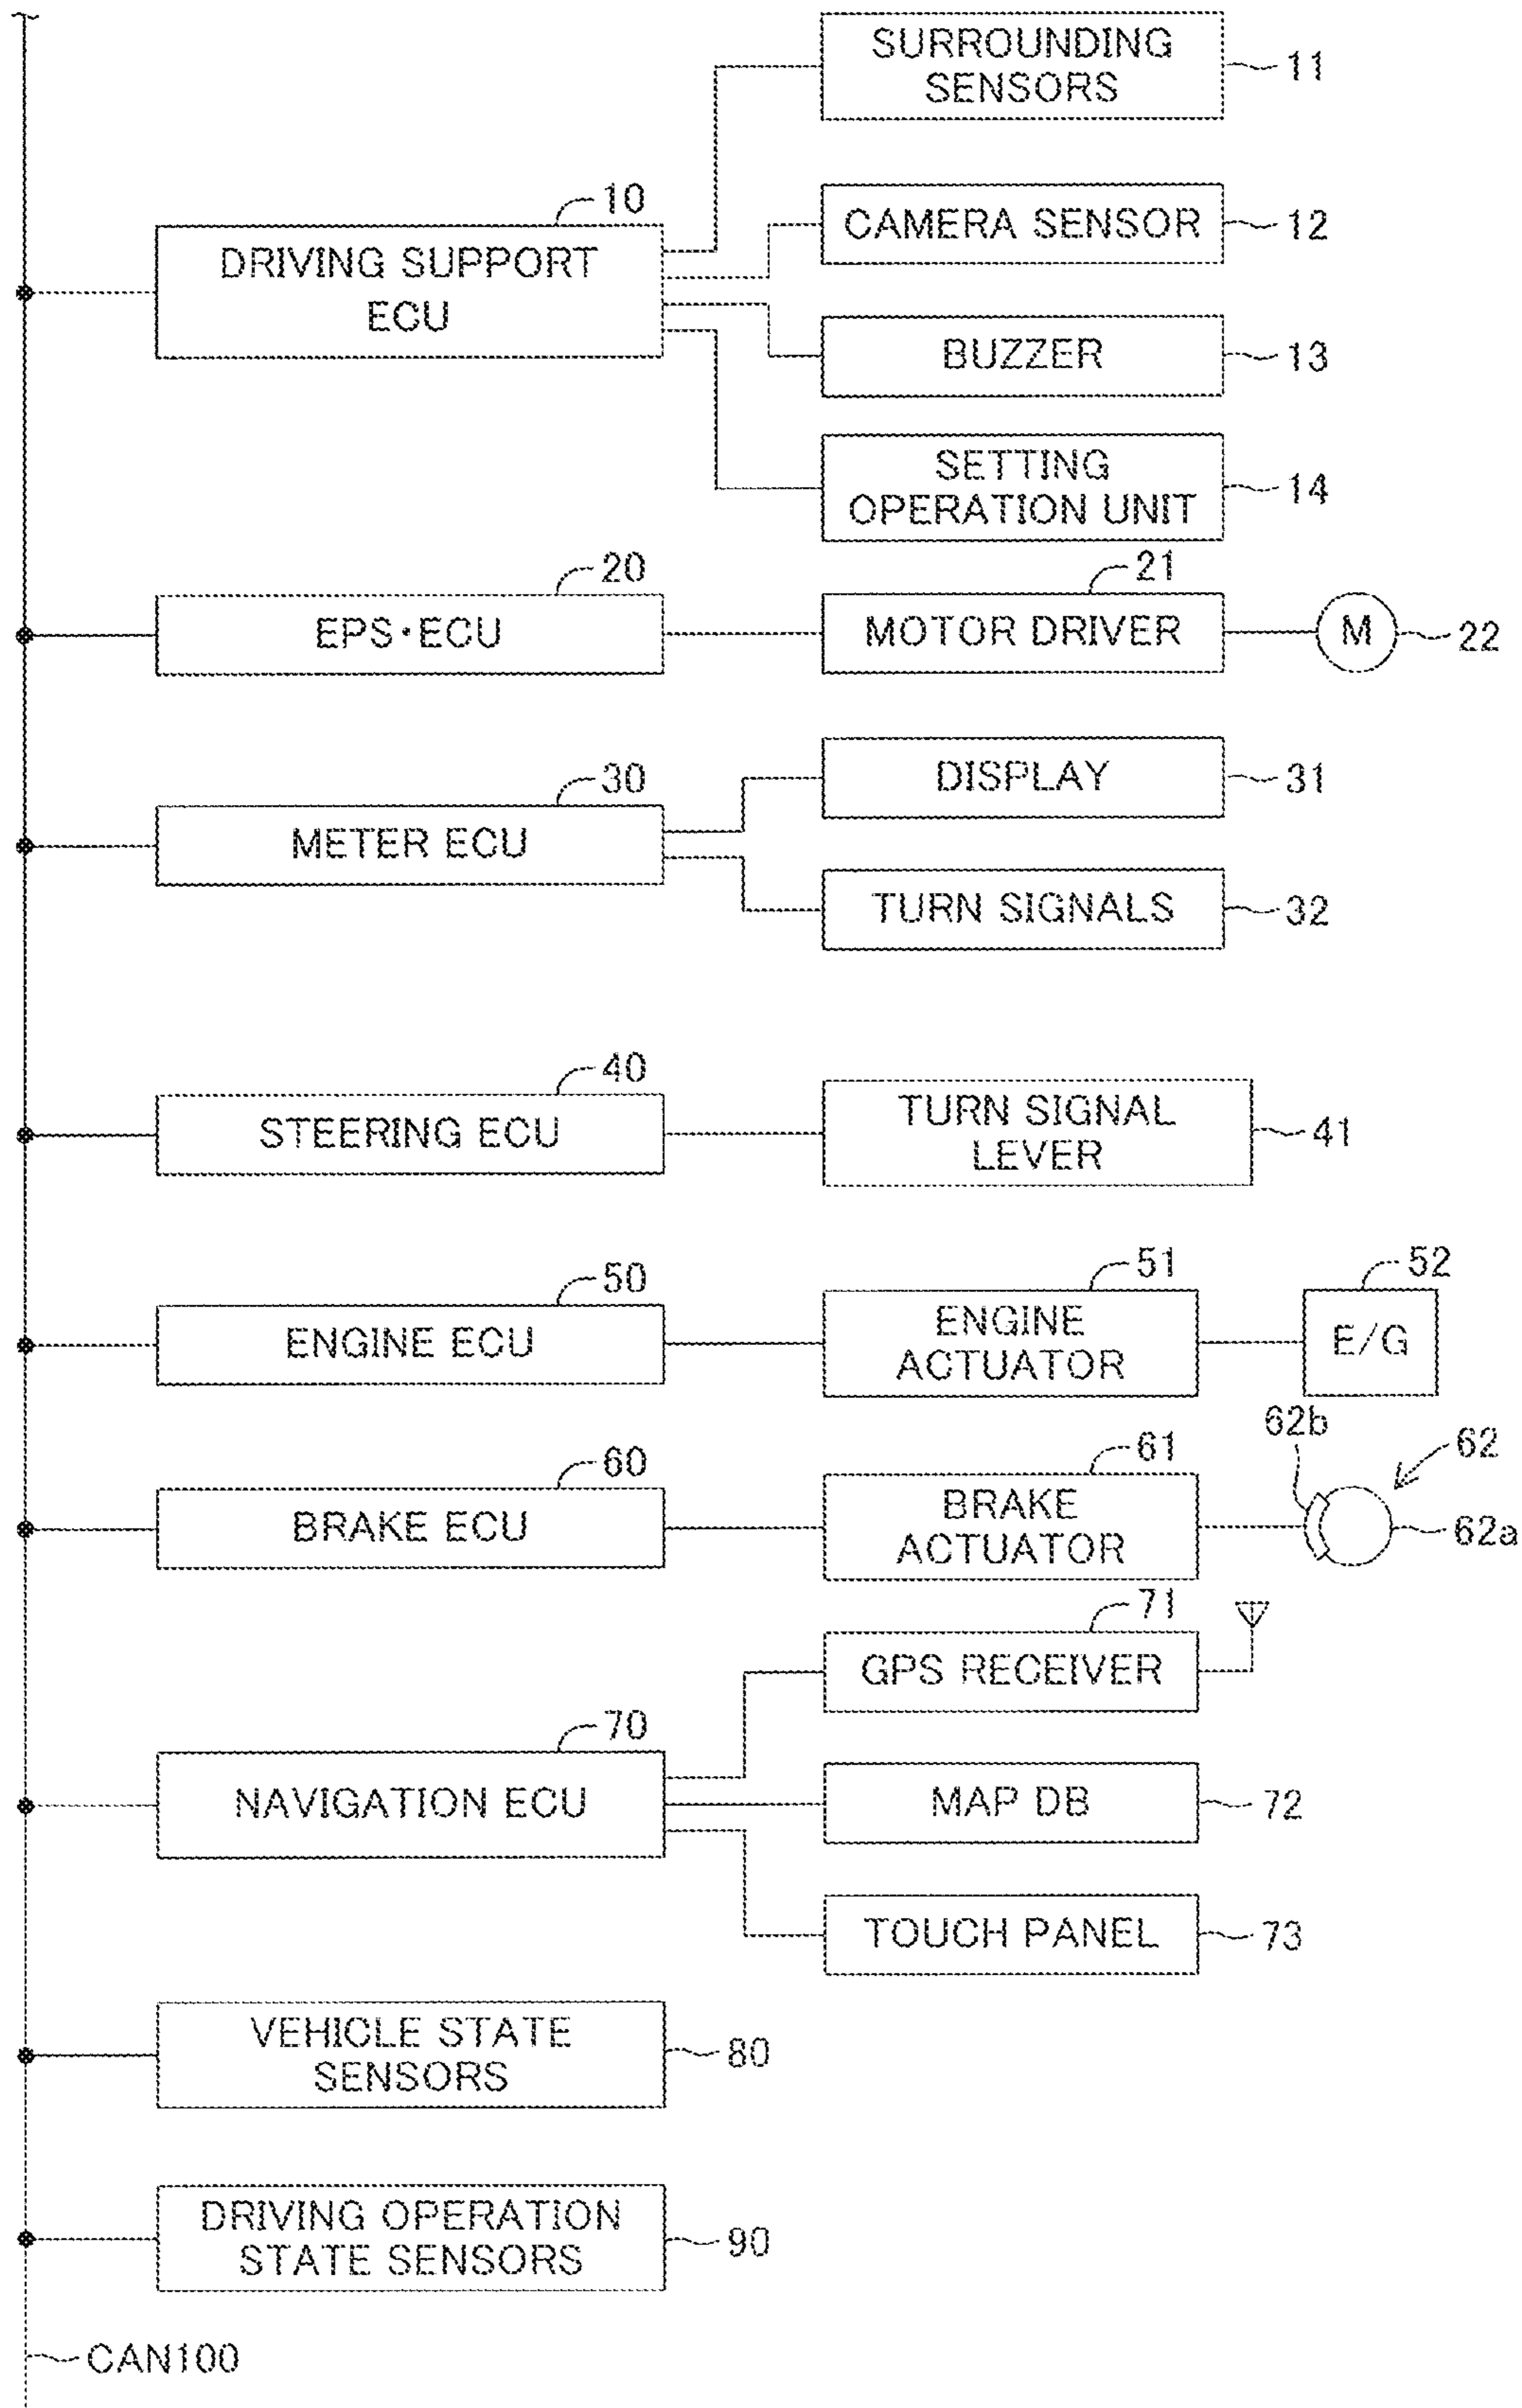 SURROUNDING
SENSORS
11
10
DRIVING SUPPORT
ECU
CAMERA SENSOR
12
BUZZER
13
SETTING
OPERATION UNIT
14
20
EPS・ECU
21
MOTOR DRIVER
M
22
30
METER ECU
DISPLAY
31
TURN SIGNALS
32
40
STEERING ECU
TURN SIGNAL
LEVER
41
50
ENGINE ECU
51
ENGINE
ACTUATOR
52
E/G
60
BRAKE ECU
61
BRAKE
ACTUATOR
62b
62
62a
71
GPS RECEIVER
70
NAVIGATION ECU
MAP DB
72
TOUCH PANEL
73
VEHICLE STATE
SENSORS
80
DRIVING OPERATION
STATE SENSORS
90
CAN100